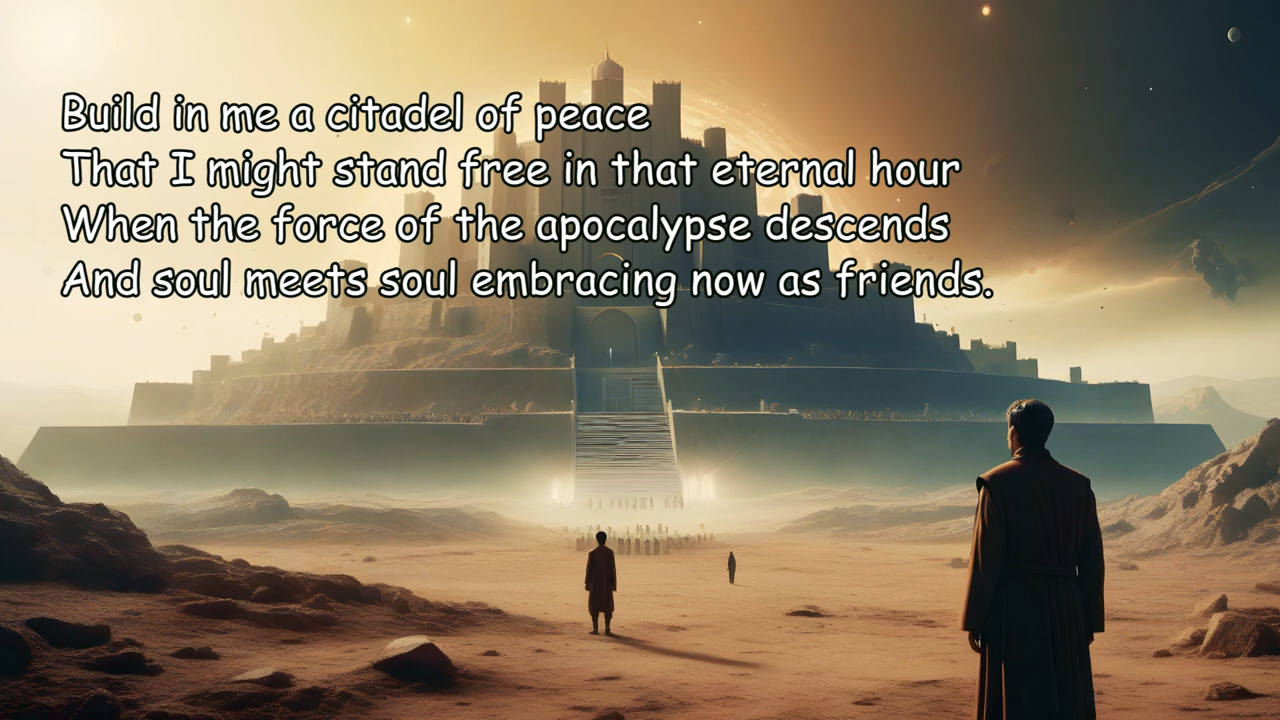 Build in me a citadel of peace
That I might stand free in that eternal hour
When the force of the apocalypse descends
And soul meets soul embracing now as friends.